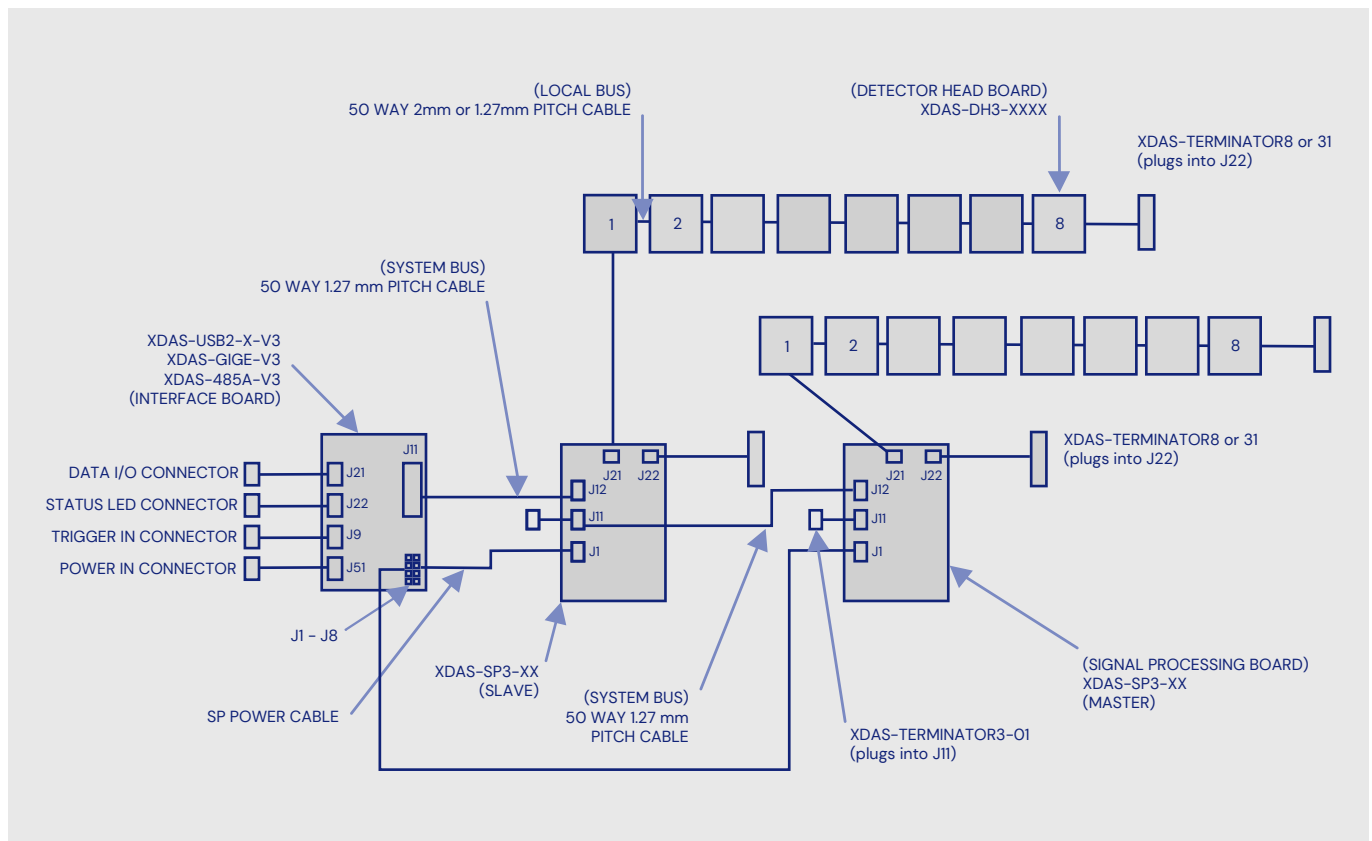 (LOCAL BUS)
50 WAY 2mm or 1.27mm PITCH CABLE
(DETECTOR HEAD BOARD)
XDAS-DH3-XXXX
XDAS-TERMINATOR8 or 31
(plugs into J22)
1
2
8
(SYSTEM BUS)
50 WAY 1.27 mm PITCH CABLE
XDAS-USB2-X-V3
XDAS-GIGE-V3
XDAS-485A-V3
(INTERFACE BOARD)
1
2
8
J11
DATA I/O CONNECTOR
J21
STATUS LED CONNECTOR
J22
TRIGGER IN CONNECTOR
J9
POWER IN CONNECTOR
J51
J21
J22
J12
J11
J1
J21
J22
J12
J11
J1
XDAS-TERMINATOR8 or 31
(plugs into J22)
J1 - J8
SP POWER CABLE
XDAS-SP3-XX
(SLAVE)
(SYSTEM BUS)
50 WAY 1.27 mm
PITCH CABLE
XDAS-TERMINATOR3-01
(plugs into J11)
(SIGNAL PROCESSING BOARD)
XDAS-SP3-XX
(MASTER)